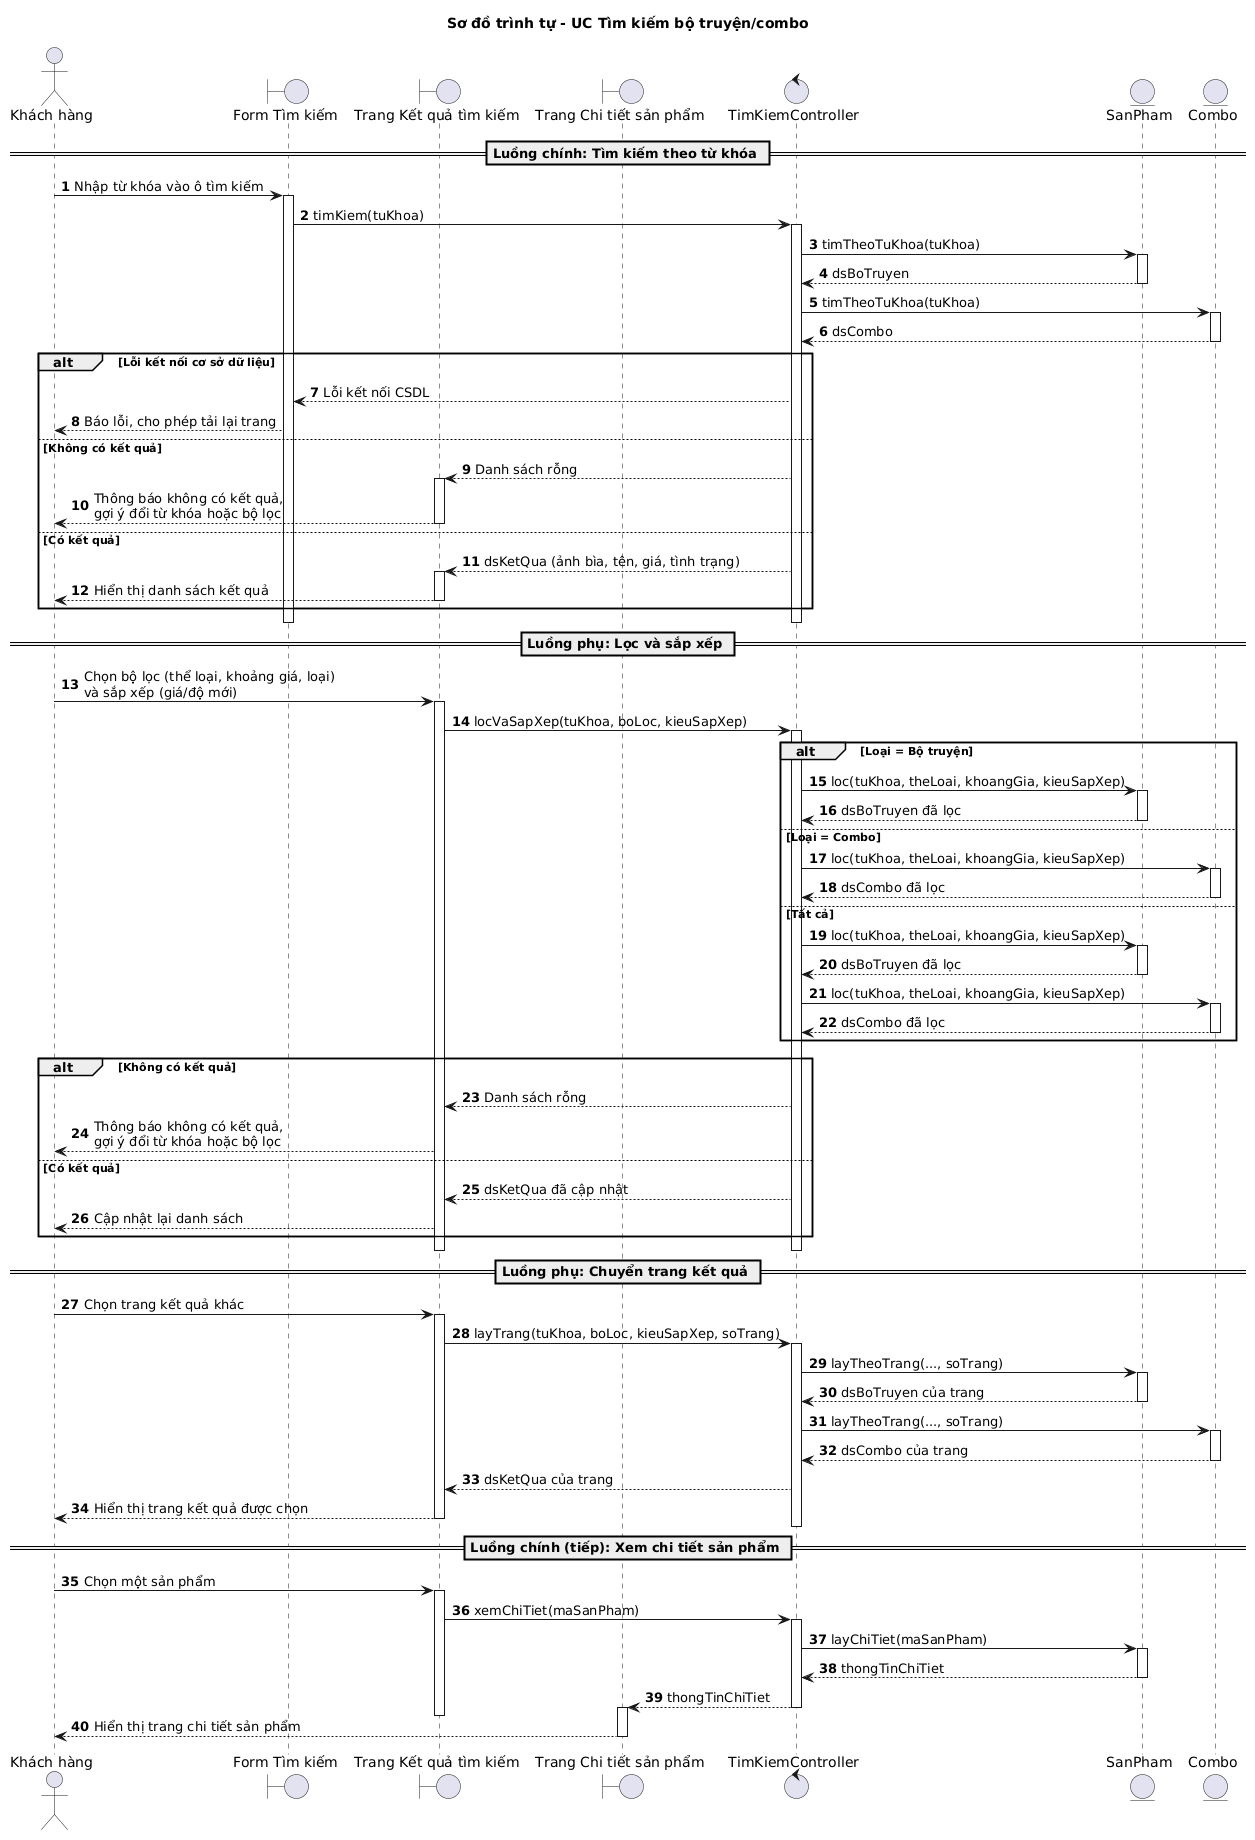 Sơ đồ trình tự - UC Tìm kiếm bộ truyện/combo
Khách hàng
Form Tìm kiếm
Trang Kết quả tìm kiếm
Trang Chi tiết sản phẩm
TimKiemController
SanPham
Combo
Luồng chính: Tìm kiếm theo từ khóa
1 Nhập từ khóa vào ô tìm kiếm
2 timKiem(tuKhoa)
3 timTheoTuKhoa(tuKhoa)
4 dsBoTruyen
5 timTheoTuKhoa(tuKhoa)
6 dsCombo
alt [Lỗi kết nối cơ sở dữ liệu]
7 Lỗi kết nối CSDL
8 Báo lỗi, cho phép tải lại trang
[Không có kết quả]
9 Danh sách rỗng
10 Thông báo không có kết quả,
gợi ý đổi từ khóa hoặc bộ lọc
[Có kết quả]
11 dsKetQua (ảnh bìa, tên, giá, tình trạng)
12 Hiển thị danh sách kết quả
Luồng phụ: Lọc và sắp xếp
13 Chọn bộ lọc (thể loại, khoảng giá, loại)
và sắp xếp (giá/độ mới)
14 locVaSapXep(tuKhoa, boLoc, kieuSapXep)
alt [Loại = Bộ truyện]
15 loc(tuKhoa, theLoai, khoangGia, kieuSapXep)
16 dsBoTruyen đã lọc
[Loại = Combo]
17 loc(tuKhoa, theLoai, khoangGia, kieuSapXep)
18 dsCombo đã lọc
[Tất cả]
19 loc(tuKhoa, theLoai, khoangGia, kieuSapXep)
20 dsBoTruyen đã lọc
21 loc(tuKhoa, theLoai, khoangGia, kieuSapXep)
22 dsCombo đã lọc
alt [Không có kết quả]
23 Danh sách rỗng
24 Thông báo không có kết quả,
gợi ý đổi từ khóa hoặc bộ lọc
[Có kết quả]
25 dsKetQua đã cập nhật
26 Cập nhật lại danh sách
Luồng phụ: Chuyển trang kết quả
27 Chọn trang kết quả khác
28 layTrang(tuKhoa, boLoc, kieuSapXep, soTrang)
29 layTheoTrang(..., soTrang)
30 dsBoTruyen của trang
31 layTheoTrang(..., soTrang)
32 dsCombo của trang
33 dsKetQua của trang
34 Hiển thị trang kết quả được chọn
Luồng chính (tiếp): Xem chi tiết sản phẩm
35 Chọn một sản phẩm
36 xemChiTiet(maSanPham)
37 layChiTiet(maSanPham)
38 thongTinChiTiet
39 thongTinChiTiet
40 Hiển thị trang chi tiết sản phẩm
Khách hàng
Form Tìm kiếm
Trang Kết quả tìm kiếm
Trang Chi tiết sản phẩm
TimKiemController
SanPham
Combo